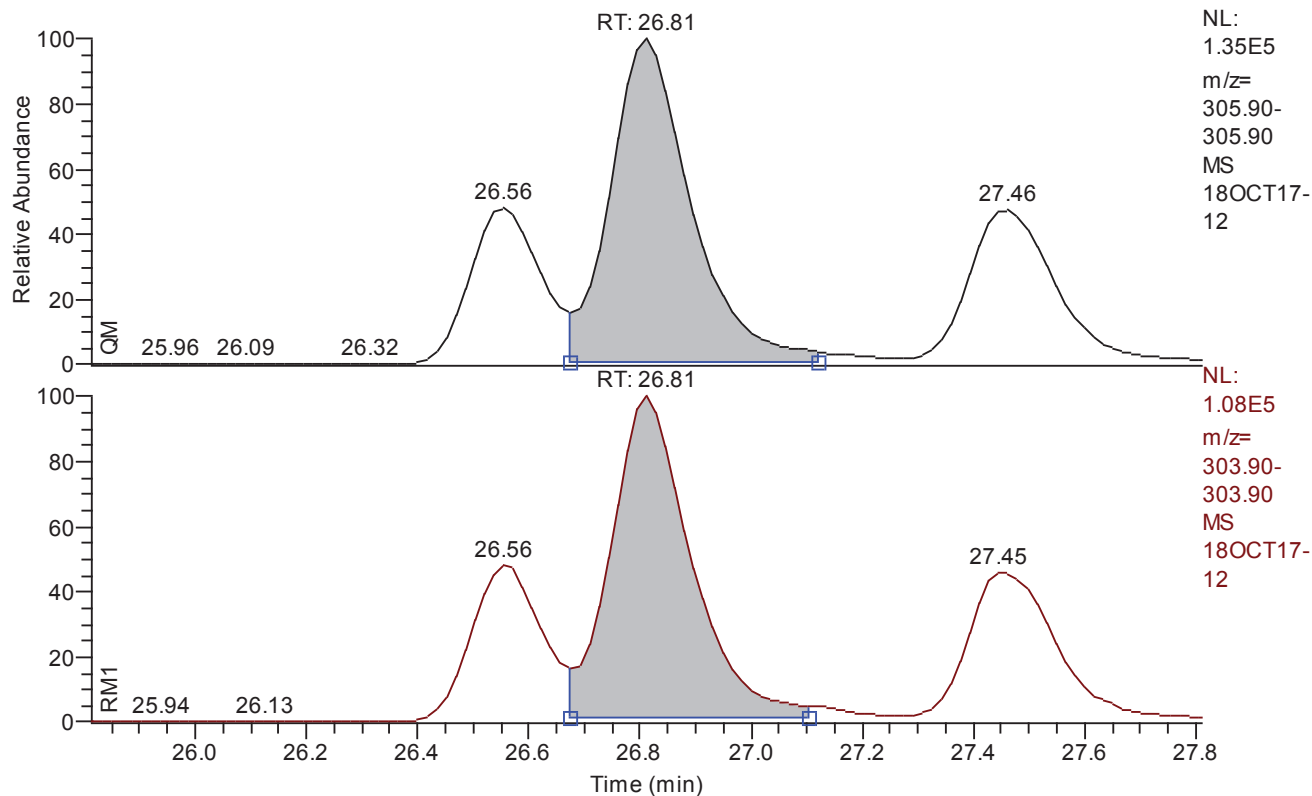 RT: 26.81
NL:
1.35E5
m/z=
305.90-
305.90
MS
18OCT17-
12
Relative Abundance
100
80
60
40
20
0
QM
25.96 26.09 26.32
26.56
27.46
RT: 26.81
NL:
1.08E5
m/z=
303.90-
303.90
MS
18OCT17-
12
100
80
60
40
20
0
RM1
25.94 26.13
26.56
27.45
26.0 26.2 26.4 26.6 26.8 27.0 27.2 27.4 27.6 27.8
Time (min)